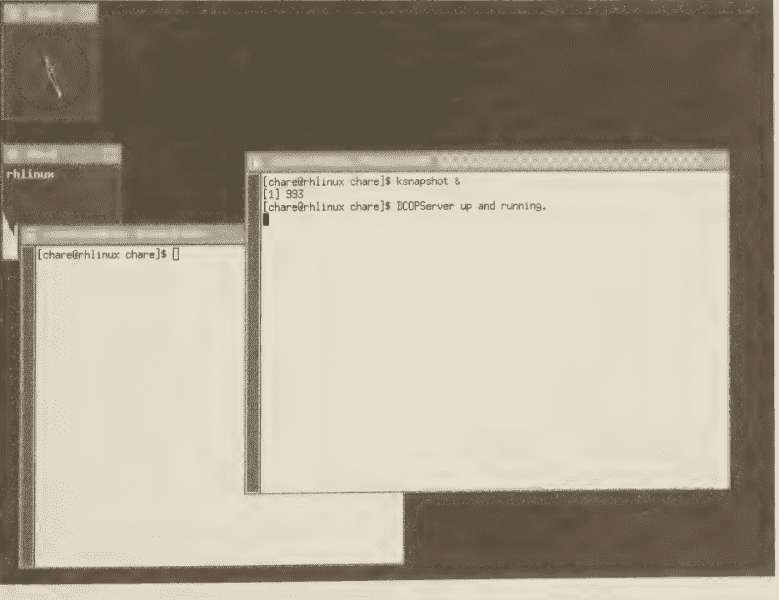 rhlinux
[chare@rhlinux chare]$ ksnapshot &
[1] 993
[chare@rhlinux chare]$ DCOPServer up and running.
[chare@rhlinux chare]$